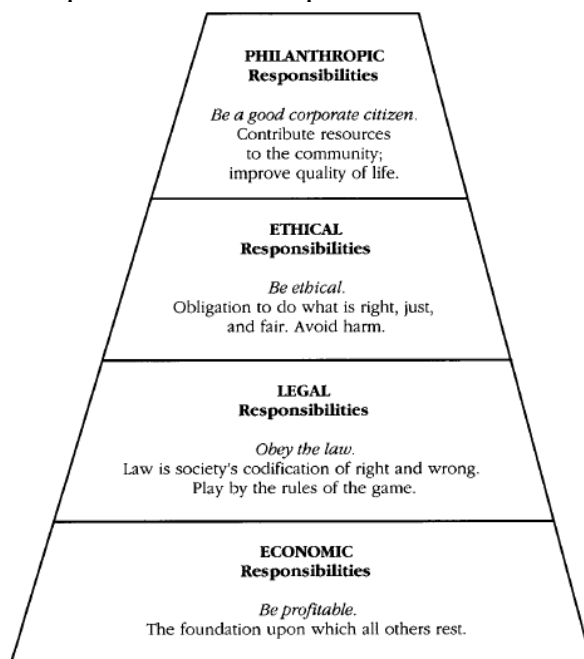 PHILANTHROPIC
Responsibilities
Be a good corporate citizen.
Contribute resources
to the community;
improve quality of life.
ETHICAL
Responsibilities
Be ethical.
Obligation to do what is right, just,
and fair. Avoid harm.
LEGAL
Responsibilities
Obey the law.
Law is society's codification of right and wrong.
Play by the rules of the game.
ECONOMIC
Responsibilities
Be profitable.
The foundation upon which all others rest.